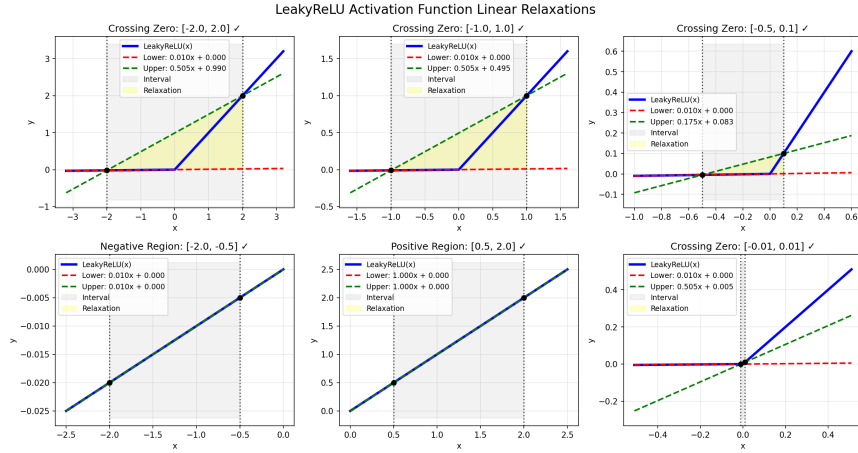 LeakyReLU Activation Function Linear Relaxations
Crossing Zero: [-2.0, 2.0] ✓
LeakyReLU(x)
Lower: 0.010x + 0.000
Upper: 0.505x + 0.990
Interval
Relaxation
y
3
2
1
0
−1
−3 −2 −1 0 1 2 3
x
Crossing Zero: [-1.0, 1.0] ✓
LeakyReLU(x)
Lower: 0.010x + 0.000
Upper: 0.505x + 0.495
Interval
Relaxation
y
1.5
1.0
0.5
0.0
−0.5
−1.5 −1.0 −0.5 0.0 0.5 1.0 1.5
x
Crossing Zero: [-0.5, 0.1] ✓
LeakyReLU(x)
Lower: 0.010x + 0.000
Upper: 0.175x + 0.083
Interval
Relaxation
y
0.6
0.5
0.4
0.3
0.2
0.1
0.0
−0.1
−1.0 −0.8 −0.6 −0.4 −0.2 0.0 0.2 0.4 0.6
x
Negative Region: [-2.0, -0.5] ✓
LeakyReLU(x)
Lower: 0.010x + 0.000
Upper: 0.010x + 0.000
Interval
Relaxation
y
0.000
−0.005
−0.010
−0.015
−0.020
−0.025
−2.5 −2.0 −1.5 −1.0 −0.5 0.0
x
Positive Region: [0.5, 2.0] ✓
LeakyReLU(x)
Lower: 1.000x + 0.000
Upper: 1.000x + 0.000
Interval
Relaxation
y
2.5
2.0
1.5
1.0
0.5
0.0
0.0 0.5 1.0 1.5 2.0 2.5
x
Crossing Zero: [-0.01, 0.01] ✓
LeakyReLU(x)
Lower: 0.010x + 0.000
Upper: 0.505x + 0.005
Interval
Relaxation
y
0.4
0.2
0.0
−0.2
−0.4 −0.2 0.0 0.2 0.4
x